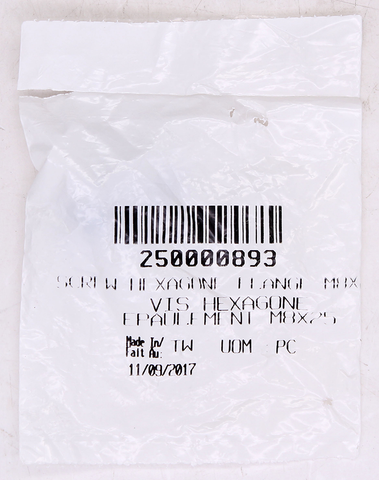 250000893
SCREW HEXAGONE FLANGE M8X
VIS HEXAGONE
EPAULEMENT M8X25
Made In/ TW UOM PC
Fait Au:
11/09/2017